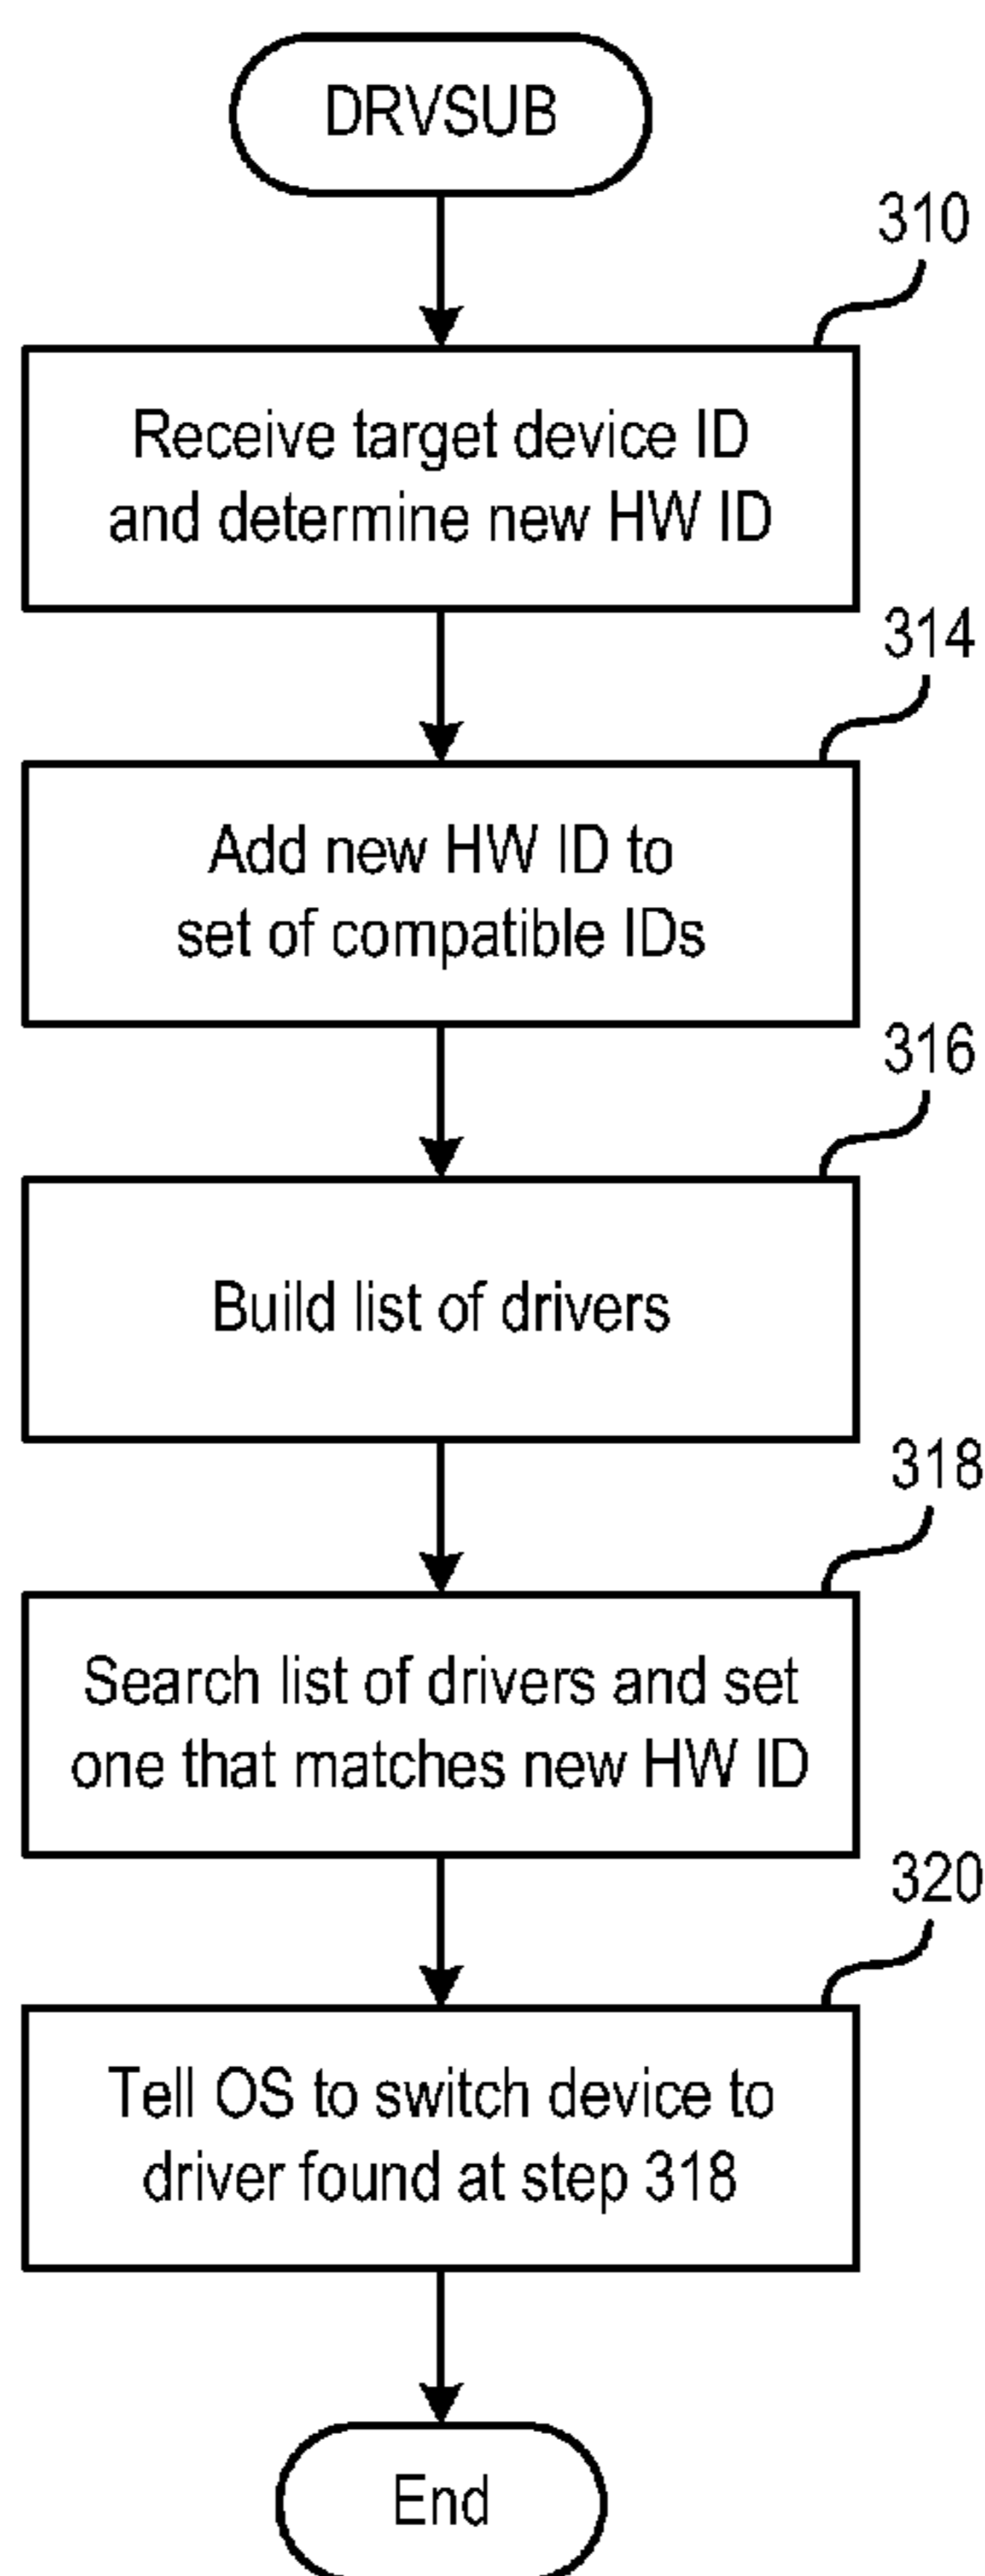 DRVSUB
310
Receive target device ID
and determine new HW ID
314
Add new HW ID to
set of compatible IDs
316
Build list of drivers
318
Search list of drivers and set
one that matches new HW ID
320
Tell OS to switch device to
driver found at step 318
End